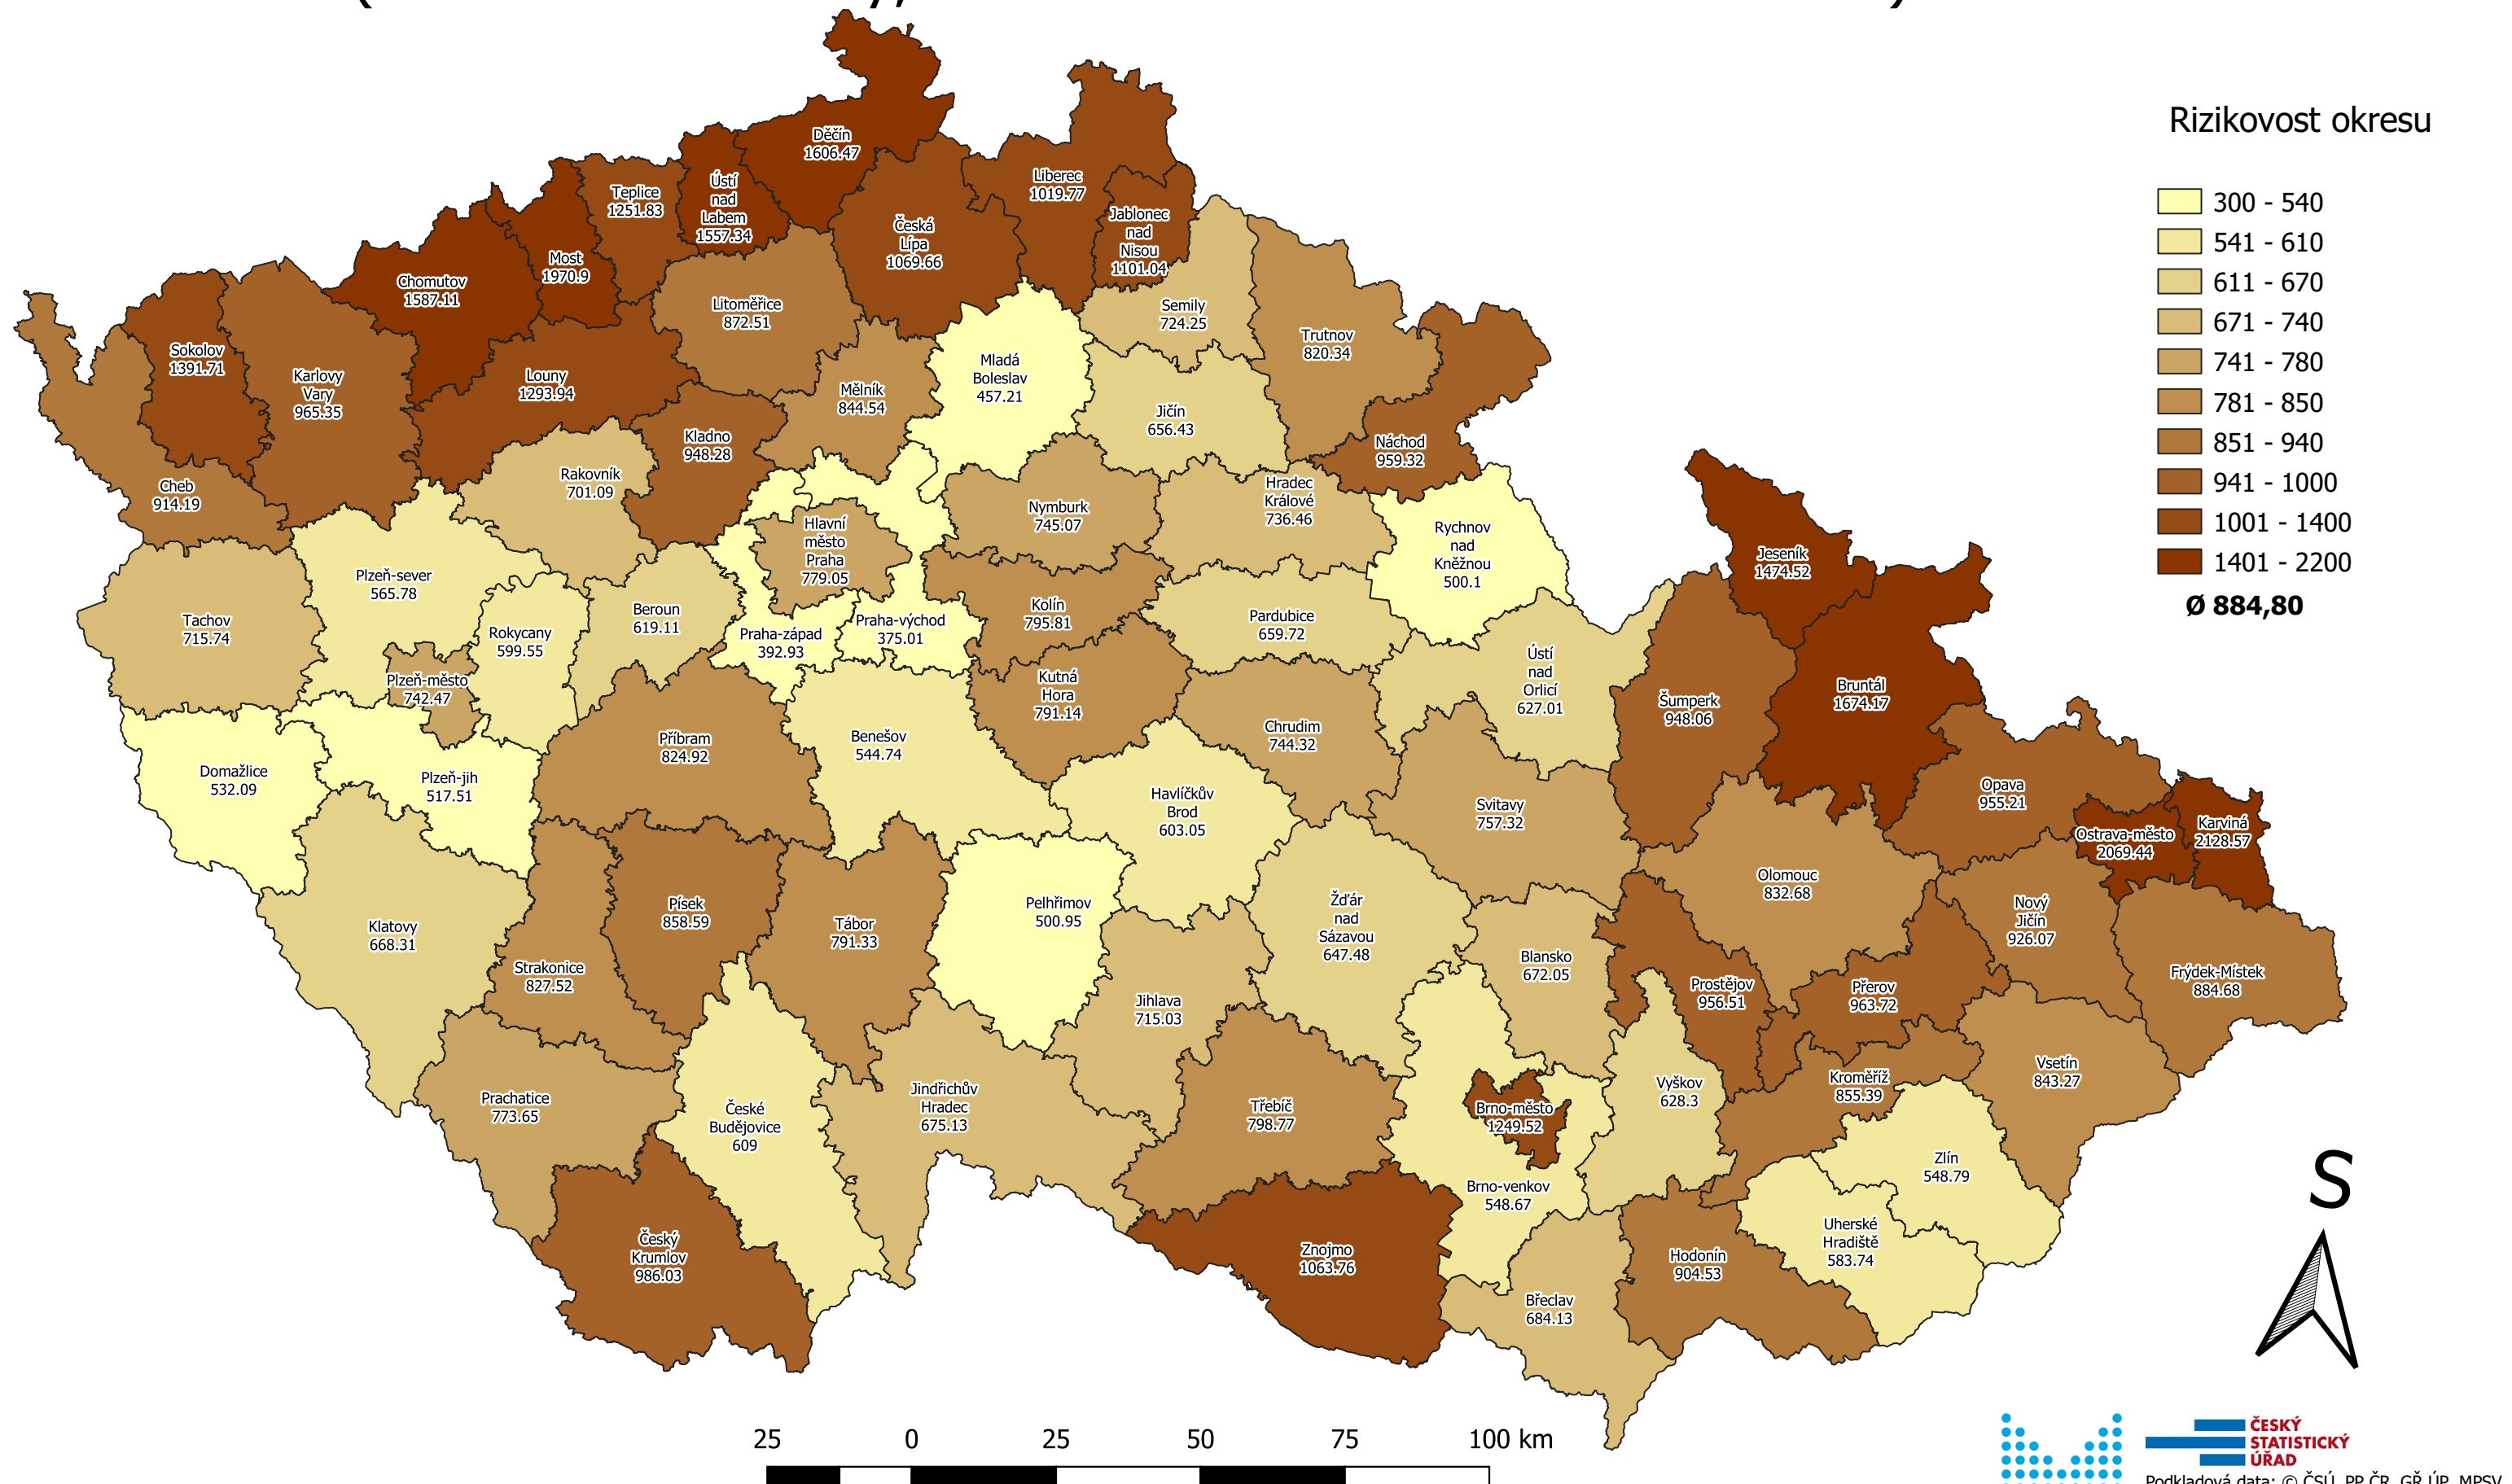 Rizikovost okresu
300 - 540
541 - 610
611 - 670
671 - 740
741 - 780
781 - 850
851 - 940
941 - 1000
1001 - 1400
1401 - 2200
Ø 884,80
Děčín
1606.47
Liberec
1019.77
Teplice
1251.83
Ústí
nad
Labem
1557.34
Jablonec
nad
Nisou
1101.04
Česká
Lípa
1069.66
Most
1970.9
Chomutov
1587.11
Litoměřice
872.51
Semily
724.25
Trutnov
820.34
Sokolov
1391.71
Karlovy
Vary
965.35
Louny
1293.94
Mělník
844.54
Mladá
Boleslav
457.21
Jičín
656.43
Kladno
948.28
Náchod
959.32
Cheb
914.19
Rakovník
701.09
Hlavní
město
Praha
779.05
Nymburk
745.07
Hradec
Králové
736.46
Rychnov
nad
Kněžnou
500.1
Jeseník
1474.52
Plzeň-sever
565.78
Tachov
715.74
Rokycany
599.55
Beroun
619.11
Praha-západ
392.93
Praha-východ
375.01
Kolín
795.81
Pardubice
659.72
Ústí
nad
Orlicí
627.01
Šumperk
948.06
Bruntál
1674.17
Plzeň-město
742.47
Kutná
Hora
791.14
Chrudim
744.32
Příbram
824.92
Benešov
544.74
Domažlice
532.09
Plzeň-jih
517.51
Havlíčkův
Brod
603.05
Svitavy
757.32
Opava
955.21
Ostrava-město
2069.44
Karviná
2128.57
Olomouc
832.68
Klatovy
668.31
Písek
858.59
Tábor
791.33
Pelhřimov
500.95
Žďár
nad
Sázavou
647.48
Nový
Jičín
926.07
Strakonice
827.52
Jihlava
715.03
Blansko
672.05
Prostějov
956.51
Přerov
963.72
Frýdek-Místek
884.68
Prachatice
773.65
České
Budějovice
609
Jindřichův
Hradec
675.13
Třebíč
798.77
Brno-město
1249.52
Vyškov
628.3
Kroměříž
855.39
Vsetín
843.27
Brno-venkov
548.67
Zlín
548.79
Český
Krumlov
986.03
Znojmo
1063.76
Břeclav
684.13
Hodonín
904.53
Uherské
Hradiště
583.74
S
25 0 25 50 75 100 km
ČESKÝ
STATISTICKÝ
ÚŘAD
Podkladová data: © ČSÚ, PP ČR, GŘ ÚP, MPSV